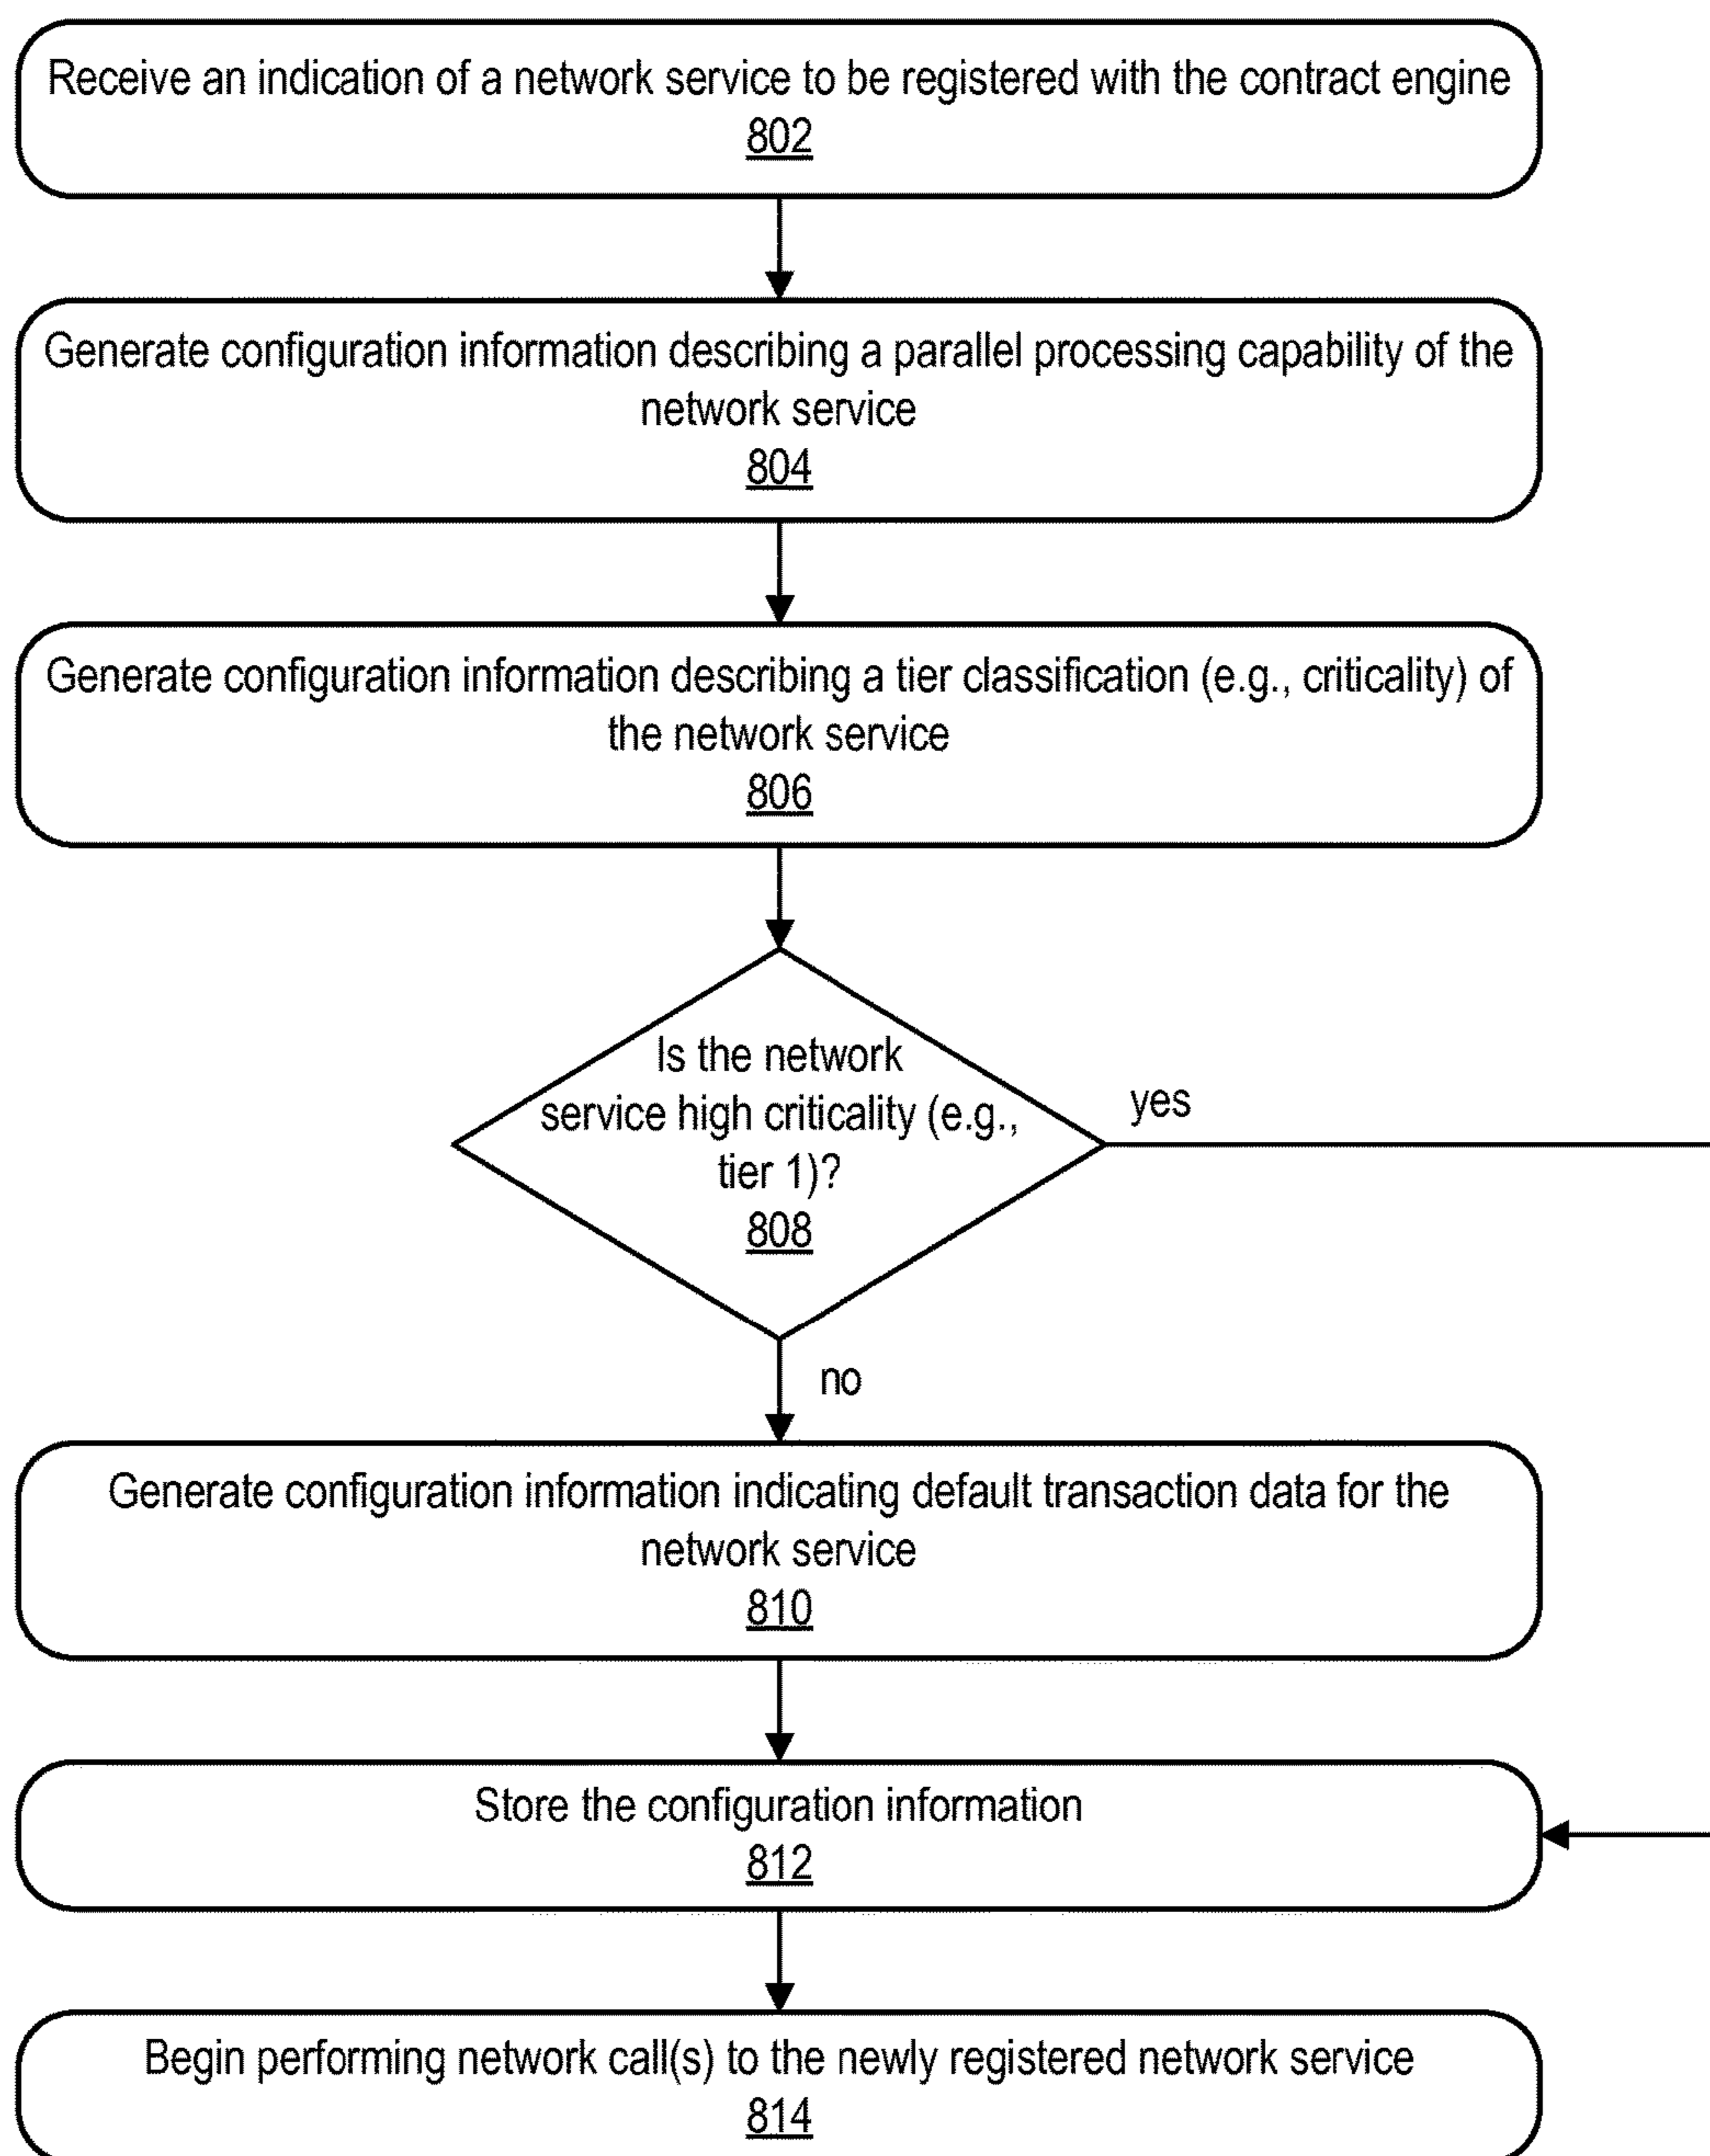 Receive an indication of a network service to be registered with the contract engine
802
Generate configuration information describing a parallel processing capability of the
network service
804
Generate configuration information describing a tier classification (e.g., criticality) of
the network service
806
Is the network
service high criticality (e.g.,
tier 1)?
808
yes
no
Generate configuration information indicating default transaction data for the
network service
810
Store the configuration information
812
Begin performing network call(s) to the newly registered network service
814